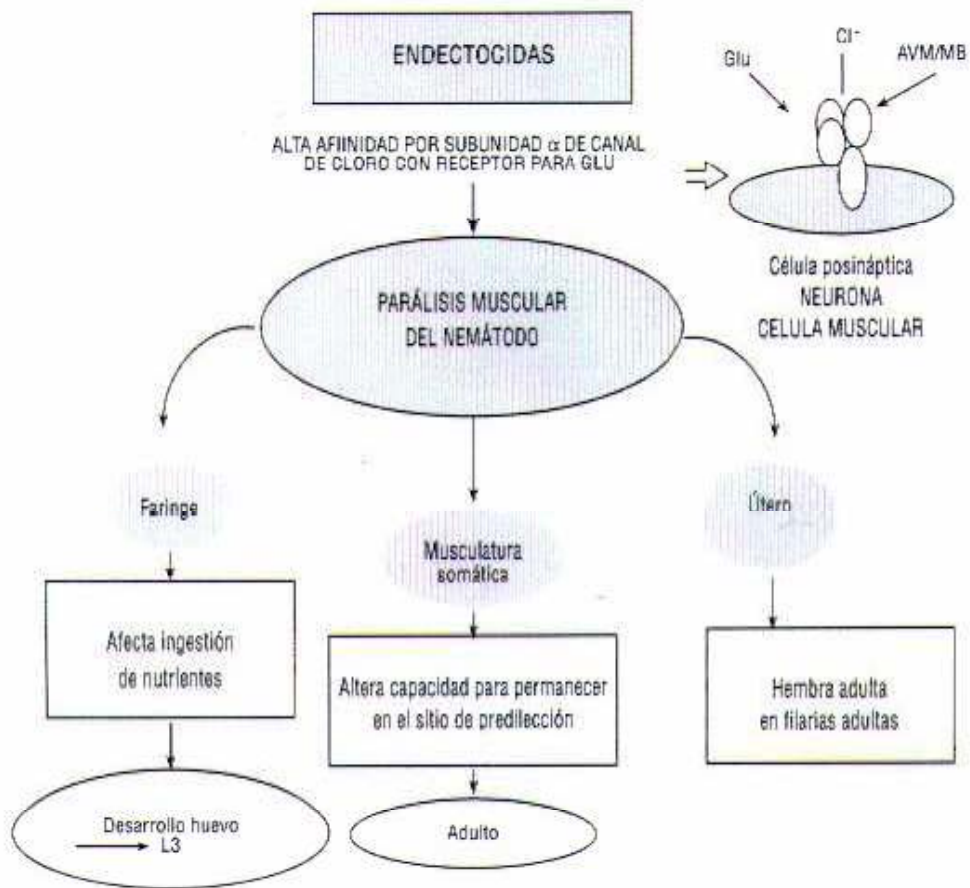 ENDECTOCIDAS
Glu
Cl-
AVM/MB
ALTA AFIINIDAD POR SUBUNIDAD α DE CANAL
DE CLORO CON RECEPTOR PARA GLU
Célula posináptica
NEURONA
CELULA MUSCULAR
PARÁLISIS MUSCULAR
DEL NEMÁTODO
Faringe
Musculatura
somática
Útero
Afecta ingestión
de nutrientes
Altera capacidad para permanecer
en el sitio de predilección
Hembra adulta
en filarias adultas
Desarrollo huevo
L3
Adulto